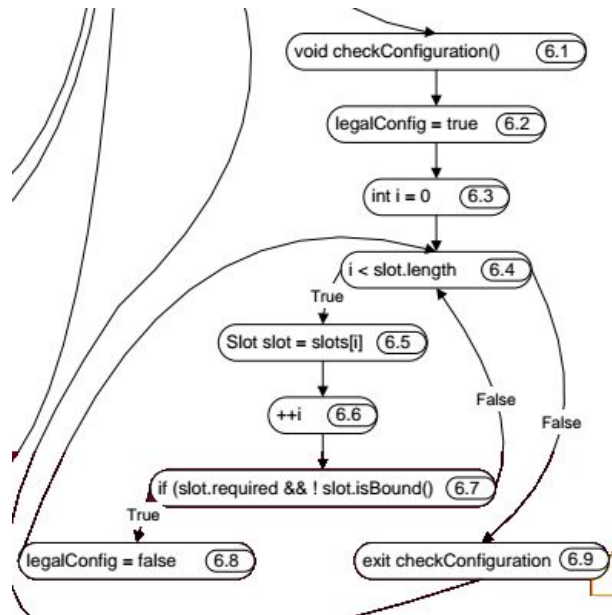 void checkConfiguration() 6.1
legalConfig = true 6.2
int i = 0 6.3
i < slot.length 6.4
True
Slot slot = slots[i] 6.5
++i 6.6
False
False
if (slot.required && ! slot.isBound() 6.7
True
legalConfig = false 6.8
exit checkConfiguration 6.9